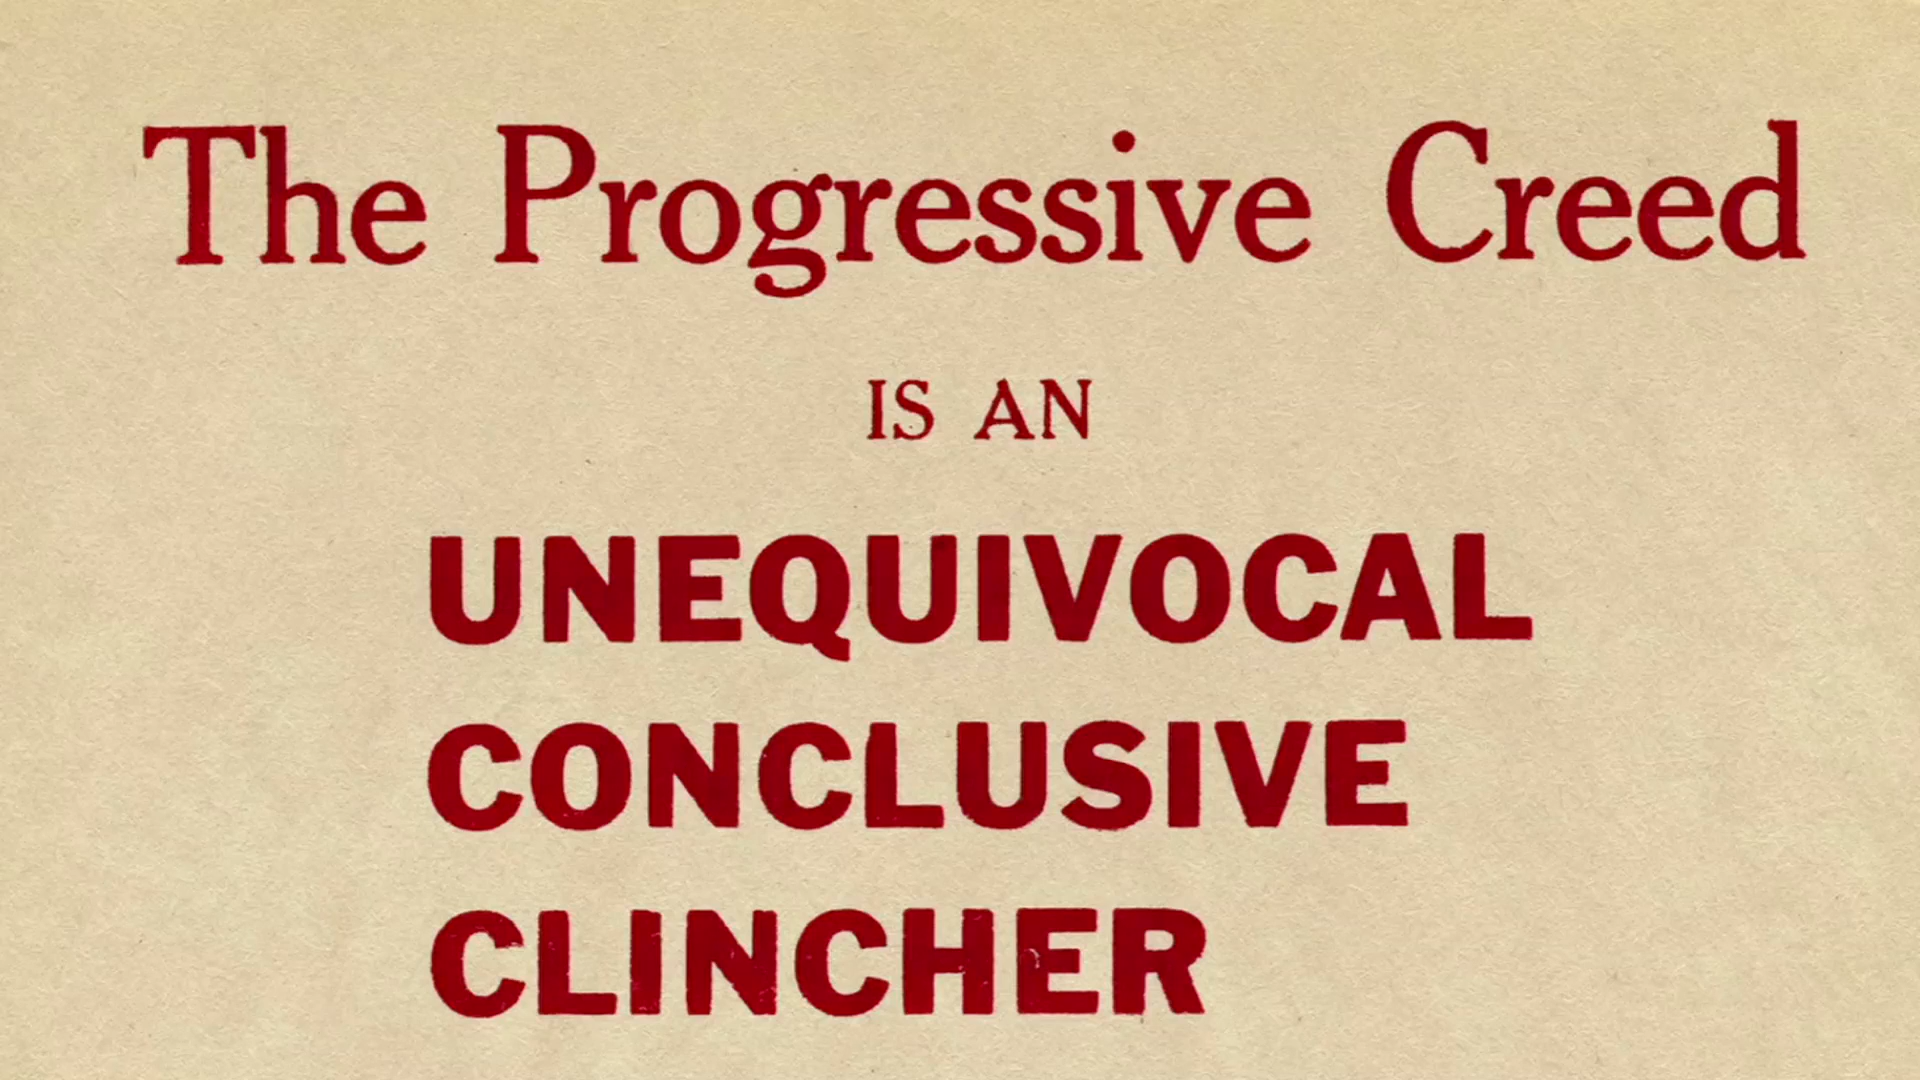 The Progressive Creed
IS AN
UNEQUIVOCAL
CONCLUSIVE
CLINCHER